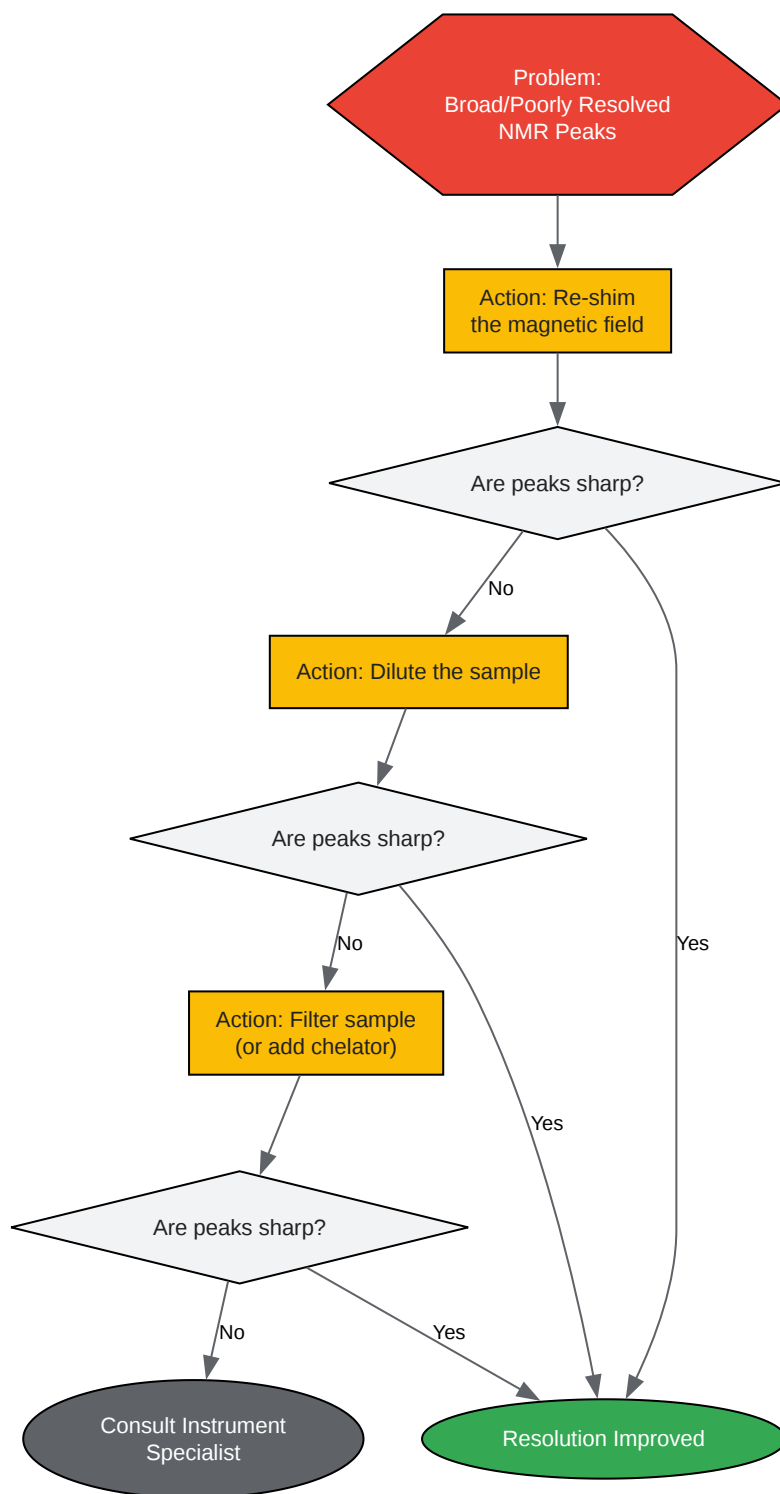 Problem:
Broad/Poorly Resolved
NMR Peaks
Action: Re-shim
the magnetic field
Are peaks sharp?
No
Action: Dilute the sample
Are peaks sharp?
No
Yes
Action: Filter sample
(or add chelator)
Yes
Are peaks sharp?
No
Yes
Consult Instrument
Specialist
Resolution Improved